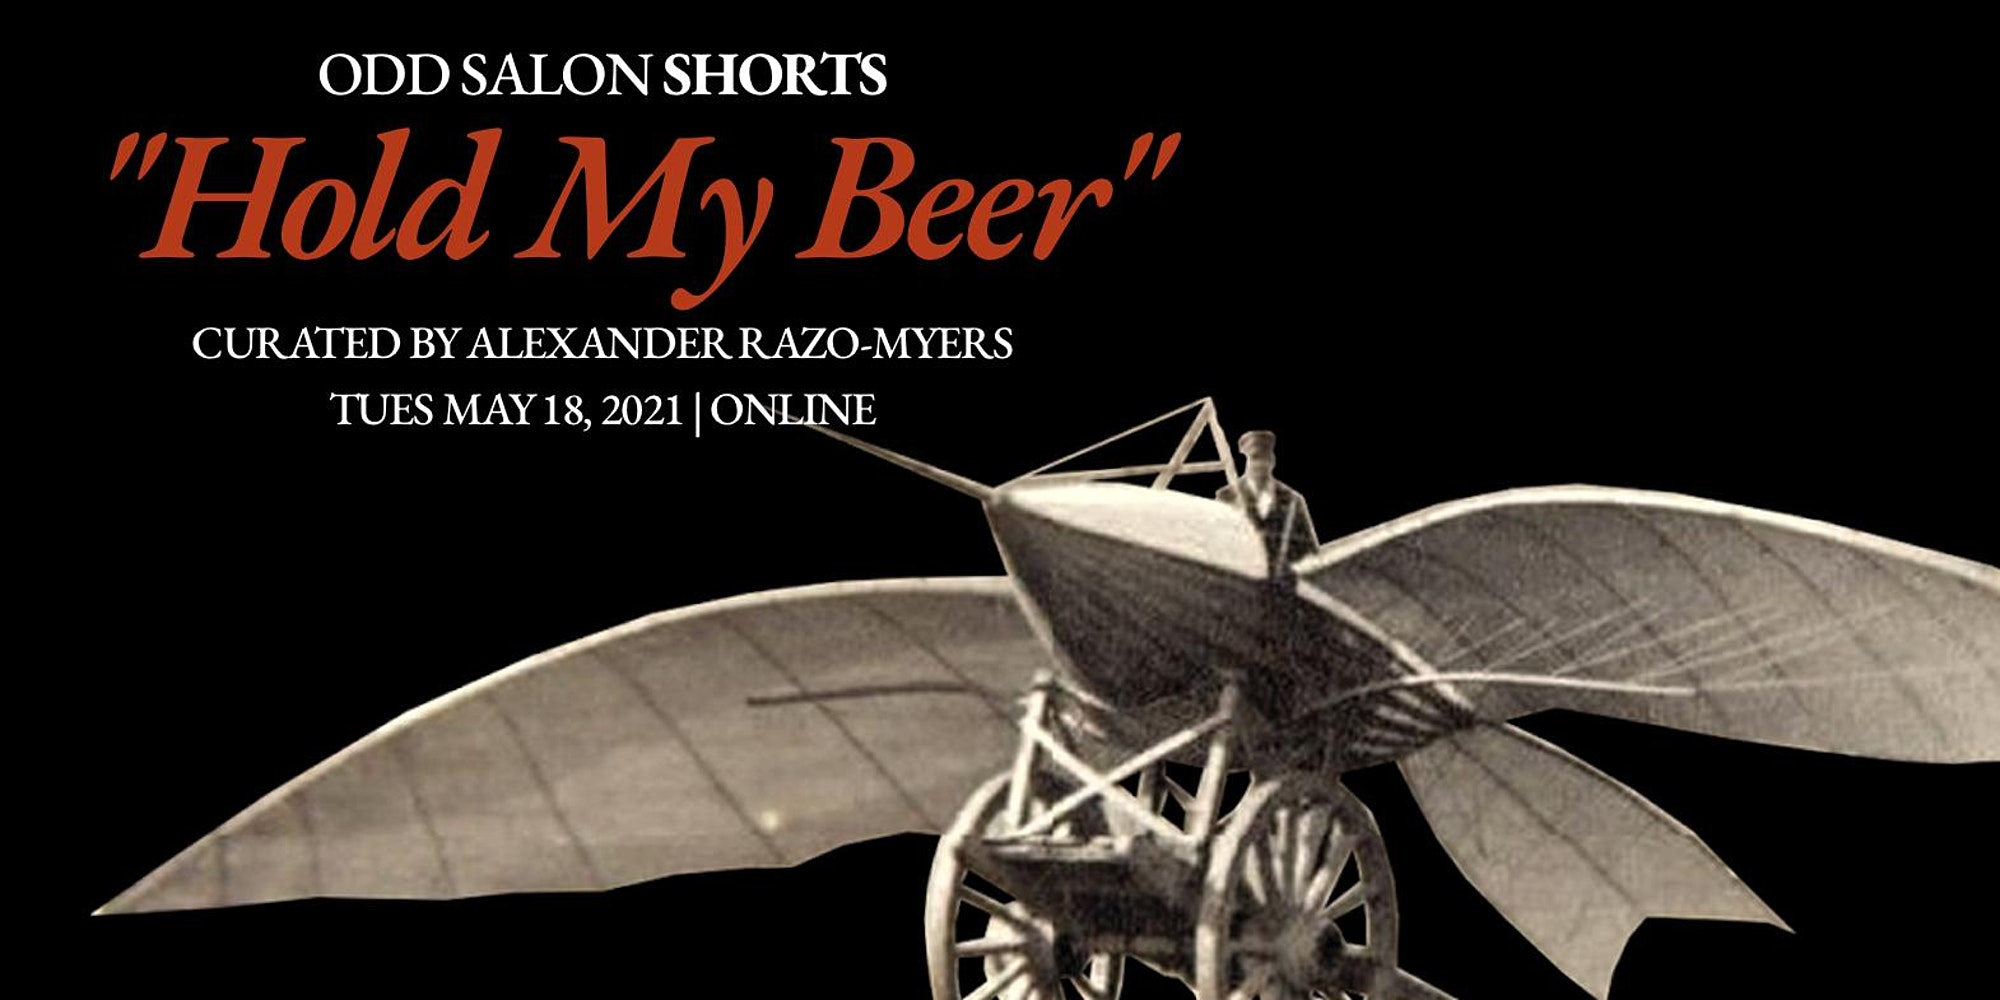 ODD SALON SHORTS
"Hold My Beer"
CURATED BY ALEXANDER RAZO-MYERS
TUES MAY 18, 2021 | ONLINE